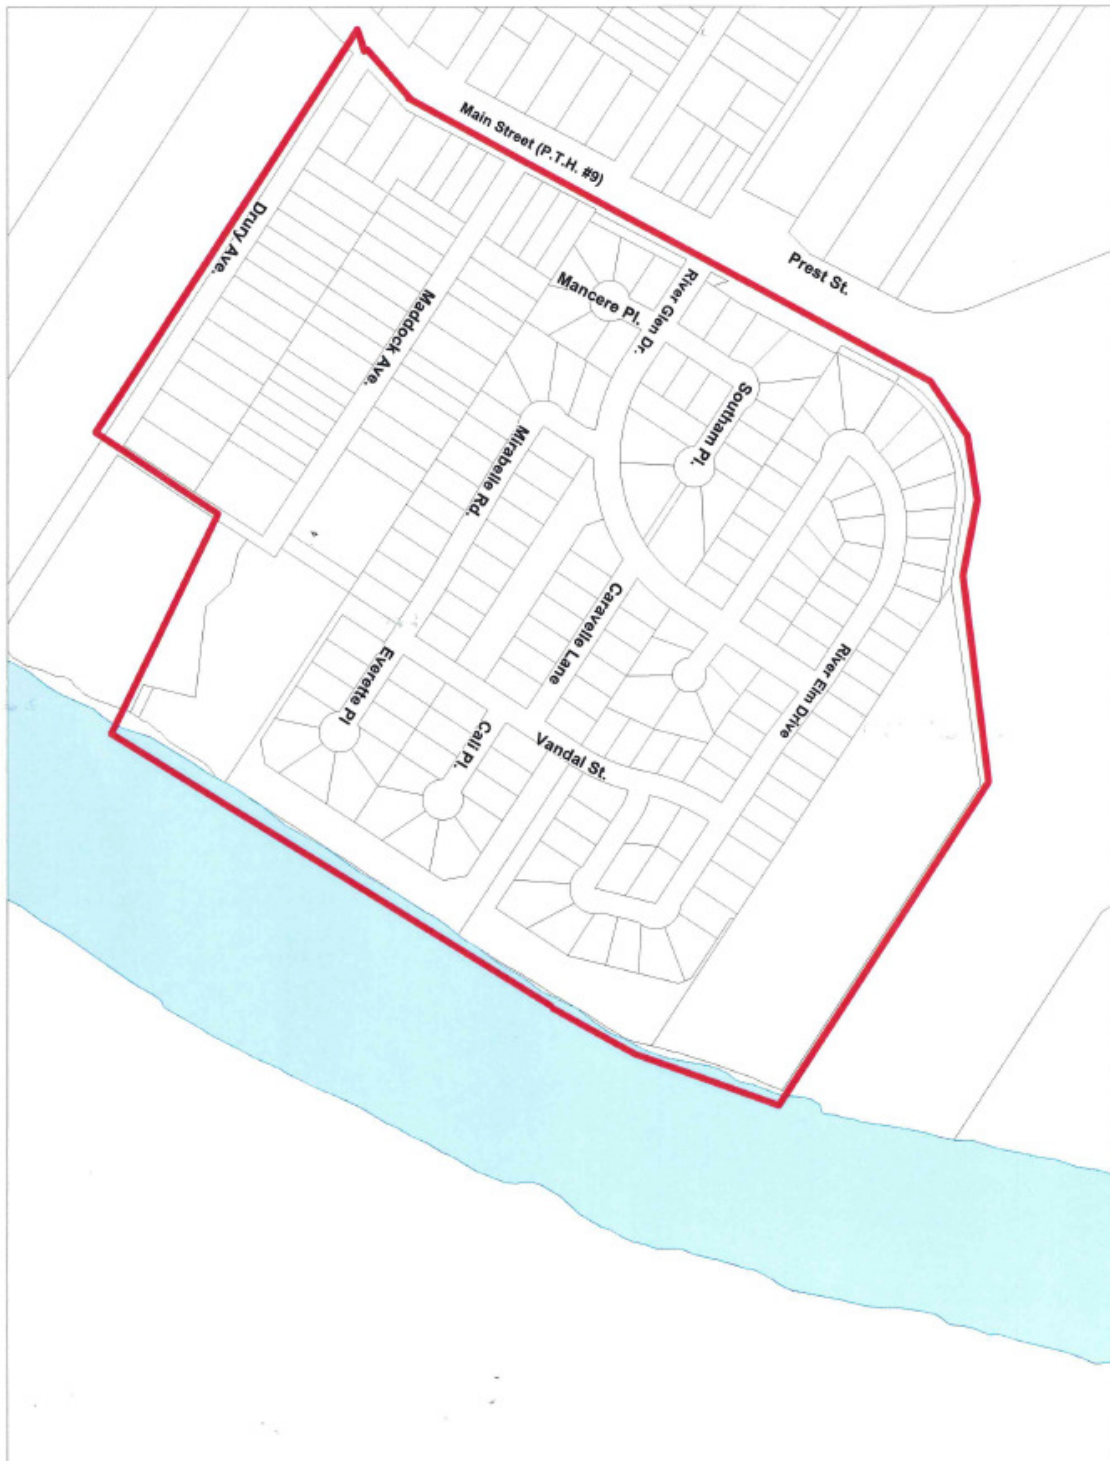 Main Street (P.T.H. #9)
Prest St.
Drury Ave.
Maddock Ave.
Mancere Pl.
River Glen Dr.
Southam Pl.
Mirabelle Rd.
Caravelle Lane
River Elm Drive
Everette Pl
Cali Pl.
Vandal St.